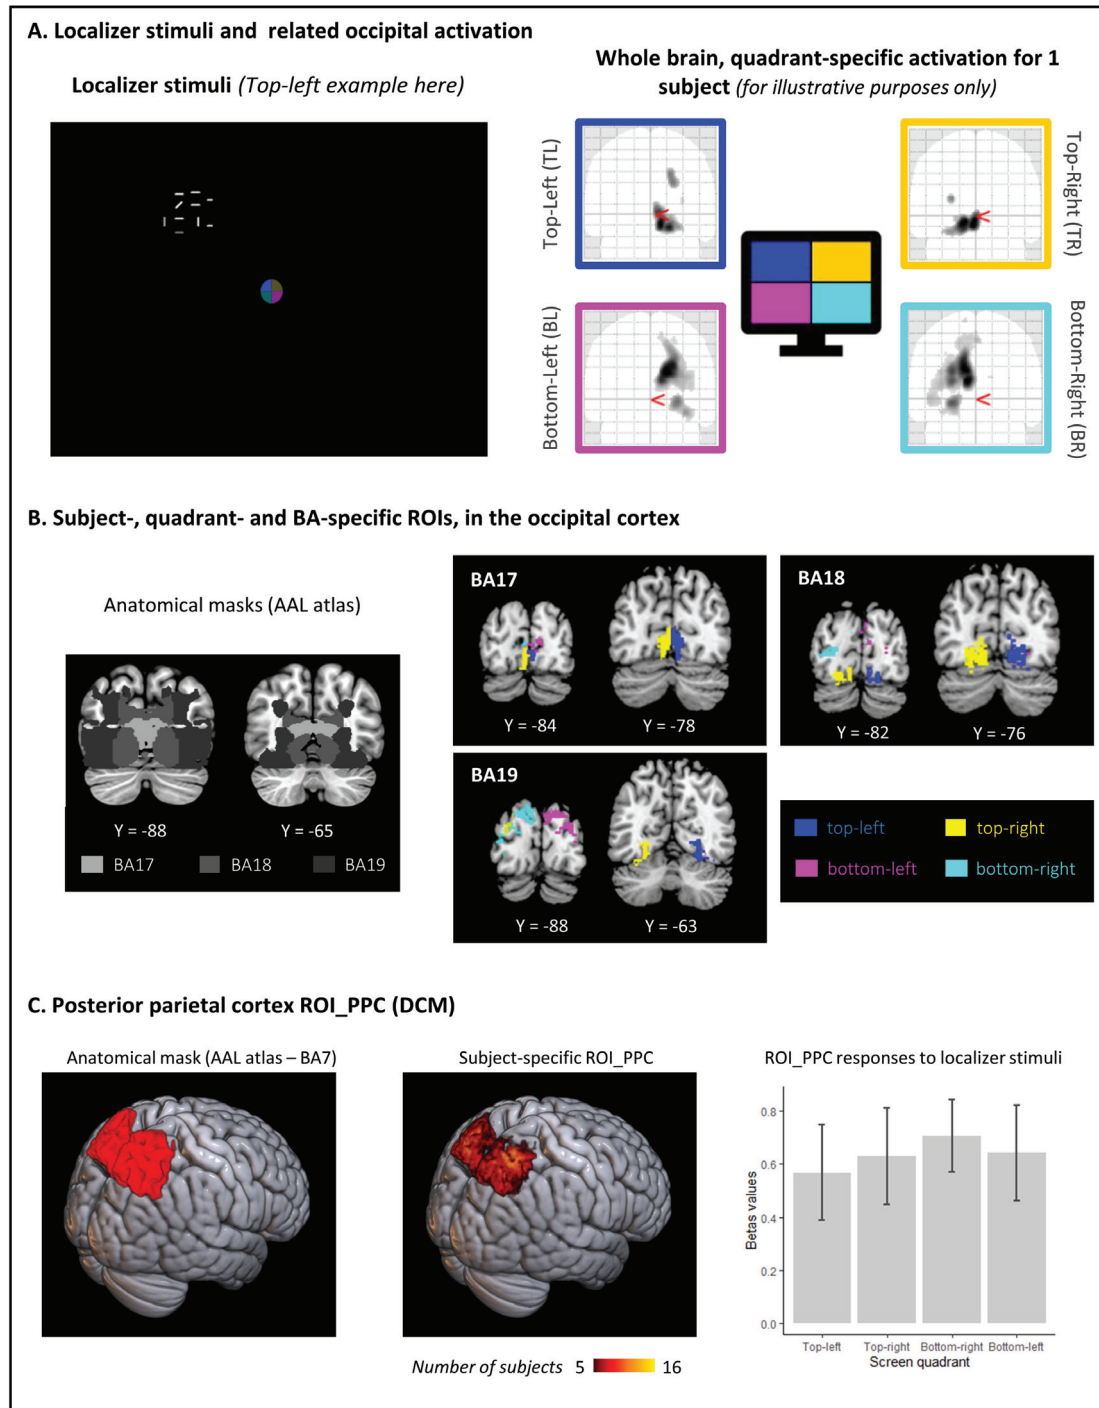 A. Localizer stimuli and related occipital activation
Localizer stimuli (Top-left example here)
Whole brain, quadrant-specific activation for 1
subject (for illustrative purposes only)
Top-Left (TL)
Top-Right (TR)
Bottom-Left (BL)
Bottom-Right (BR)
B. Subject-, quadrant- and BA-specific ROIs, in the occipital cortex
Anatomical masks (AAL atlas)
Y = -88
Y = -65
BA17
BA18
BA19
BA17
Y = -84
Y = -78
BA18
Y = -82
Y = -76
BA19
Y = -88
Y = -63
top-left
top-right
bottom-left
bottom-right
C. Posterior parietal cortex ROI_PPC (DCM)
Anatomical mask (AAL atlas – BA7)
Subject-specific ROI_PPC
Number of subjects 5 16
ROI_PPC responses to localizer stimuli
Betas values
0.8
0.6
0.4
0.2
0.0
Top-left Top-right Bottom-right Bottom-left
Screen quadrant